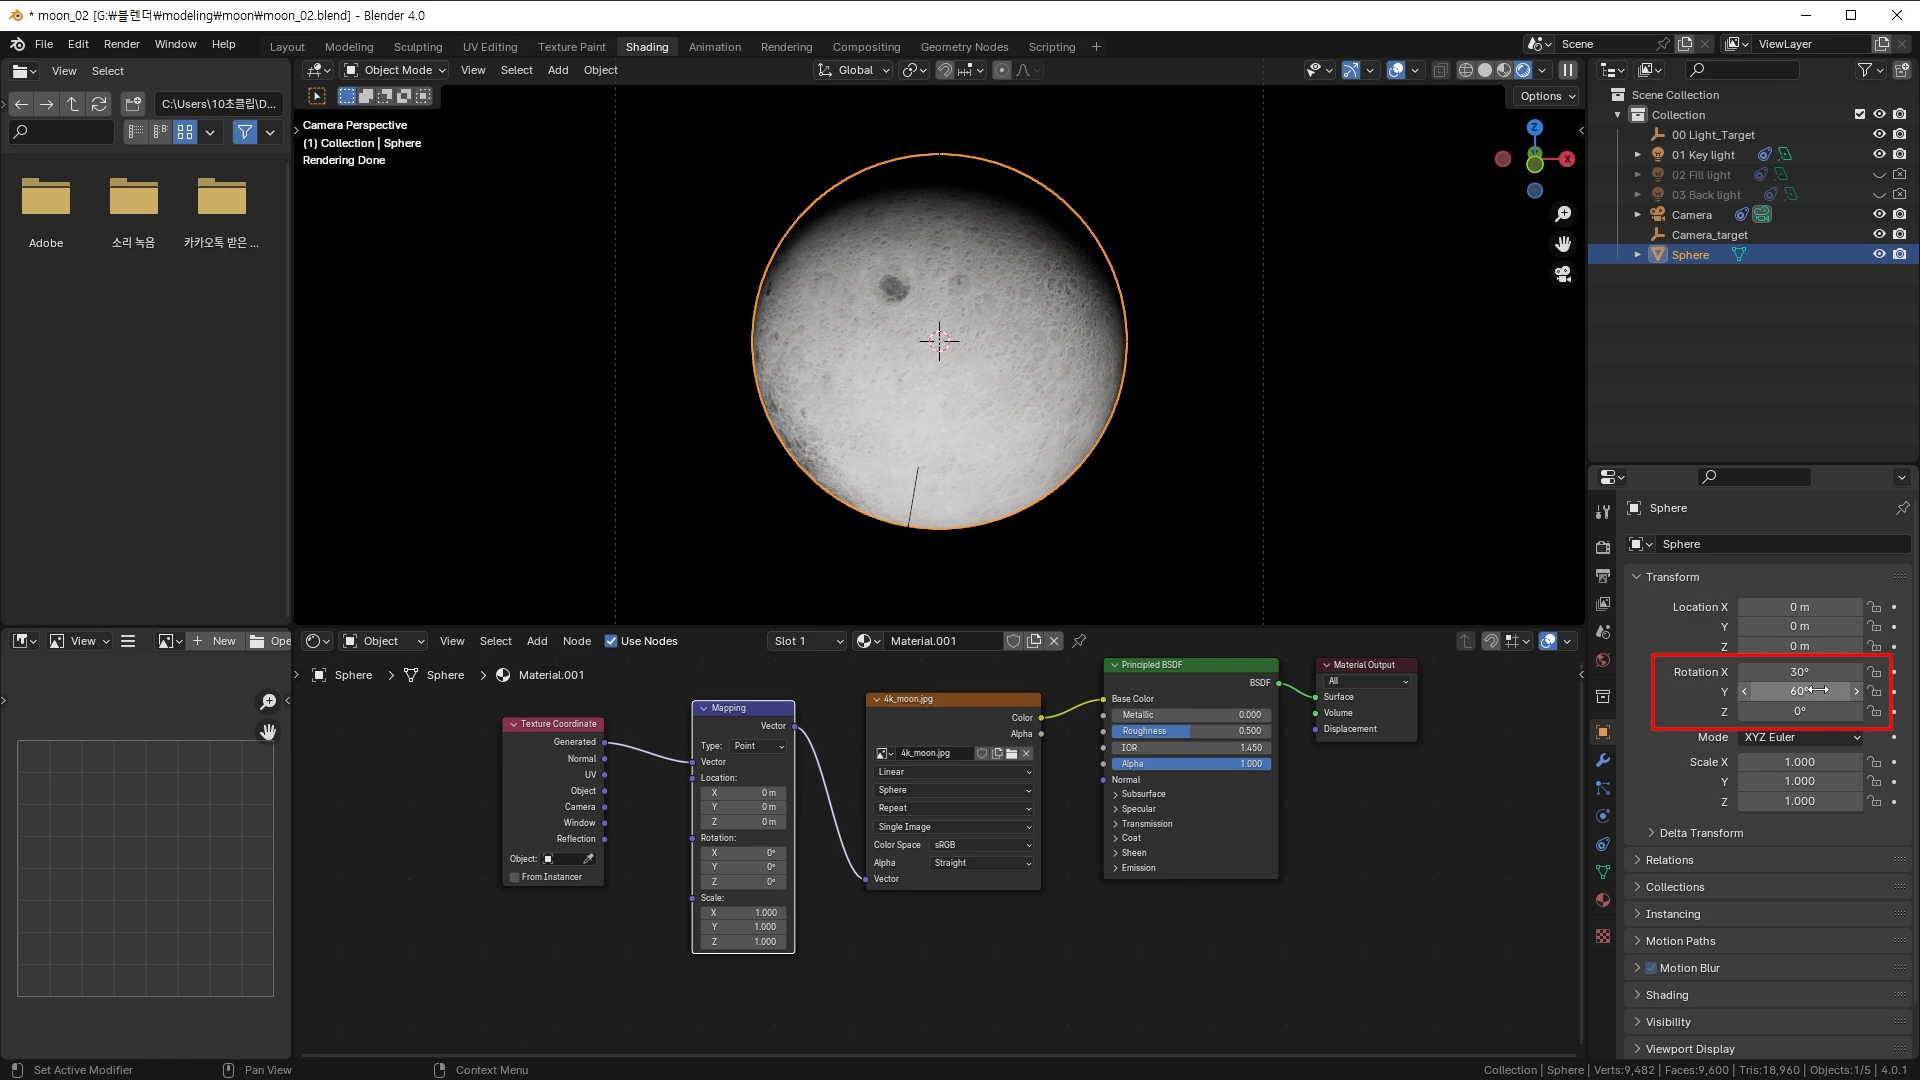 * moon_02 [G:₩블렌더₩modeling₩moon₩moon_02.blend] - Blender 4.0
File Edit Render Window Help
Layout Modeling Sculpting UV Editing Texture Paint Shading Animation Rendering Compositing Geometry Nodes Scripting +
Scene
ViewLayer
View Select
C:\Users\10초클립\D...
Adobe
소리 녹음
카카오톡 받은 ...
Object Mode View Select Add Object
Global
Options
Camera Perspective
(1) Collection | Sphere
Rendering Done
Z
X
Scene Collection
Collection
00 Light_Target
01 Key light
02 Fill light
03 Back light
Camera
Camera_target
Sphere
Sphere
Sphere
Transform
Location X 0 m
Y 0 m
Z 0 m
Rotation X 30°
Y 60°
Z 0°
Mode XYZ Euler
Scale X 1.000
Y 1.000
Z 1.000
Delta Transform
Relations
Collections
Instancing
Motion Paths
Motion Blur
Shading
Visibility
Viewport Display
View
+ New
Ope
Object View Select Add Node Use Nodes
Slot 1
Material.001
Sphere > Sphere > Material.001
Texture Coordinate
Generated
Normal
UV
Object
Camera
Window
Reflection
Object:
From Instancer
Mapping
Vector
Type: Point
Vector
Location:
X 0 m
Y 0 m
Z 0 m
Rotation:
X 0°
Y 0°
Z 0°
Scale:
X 1.000
Y 1.000
Z 1.000
4k_moon.jpg
Color
Alpha
4k_moon.jpg
Linear
Sphere
Repeat
Single Image
Color Space sRGB
Alpha Straight
Vector
Principled BSDF
BSDF
Base Color
Metallic 0.000
Roughness 0.500
IOR 1.450
Alpha 1.000
Normal
Subsurface
Specular
Transmission
Coat
Sheen
Emission
Material Output
All
Surface
Volume
Displacement
Set Active Modifier
Pan View
Context Menu
Collection | Sphere | Verts:9,482 | Faces:9,600 | Tris:18,960 | Objects:1/5 | 4.0.1